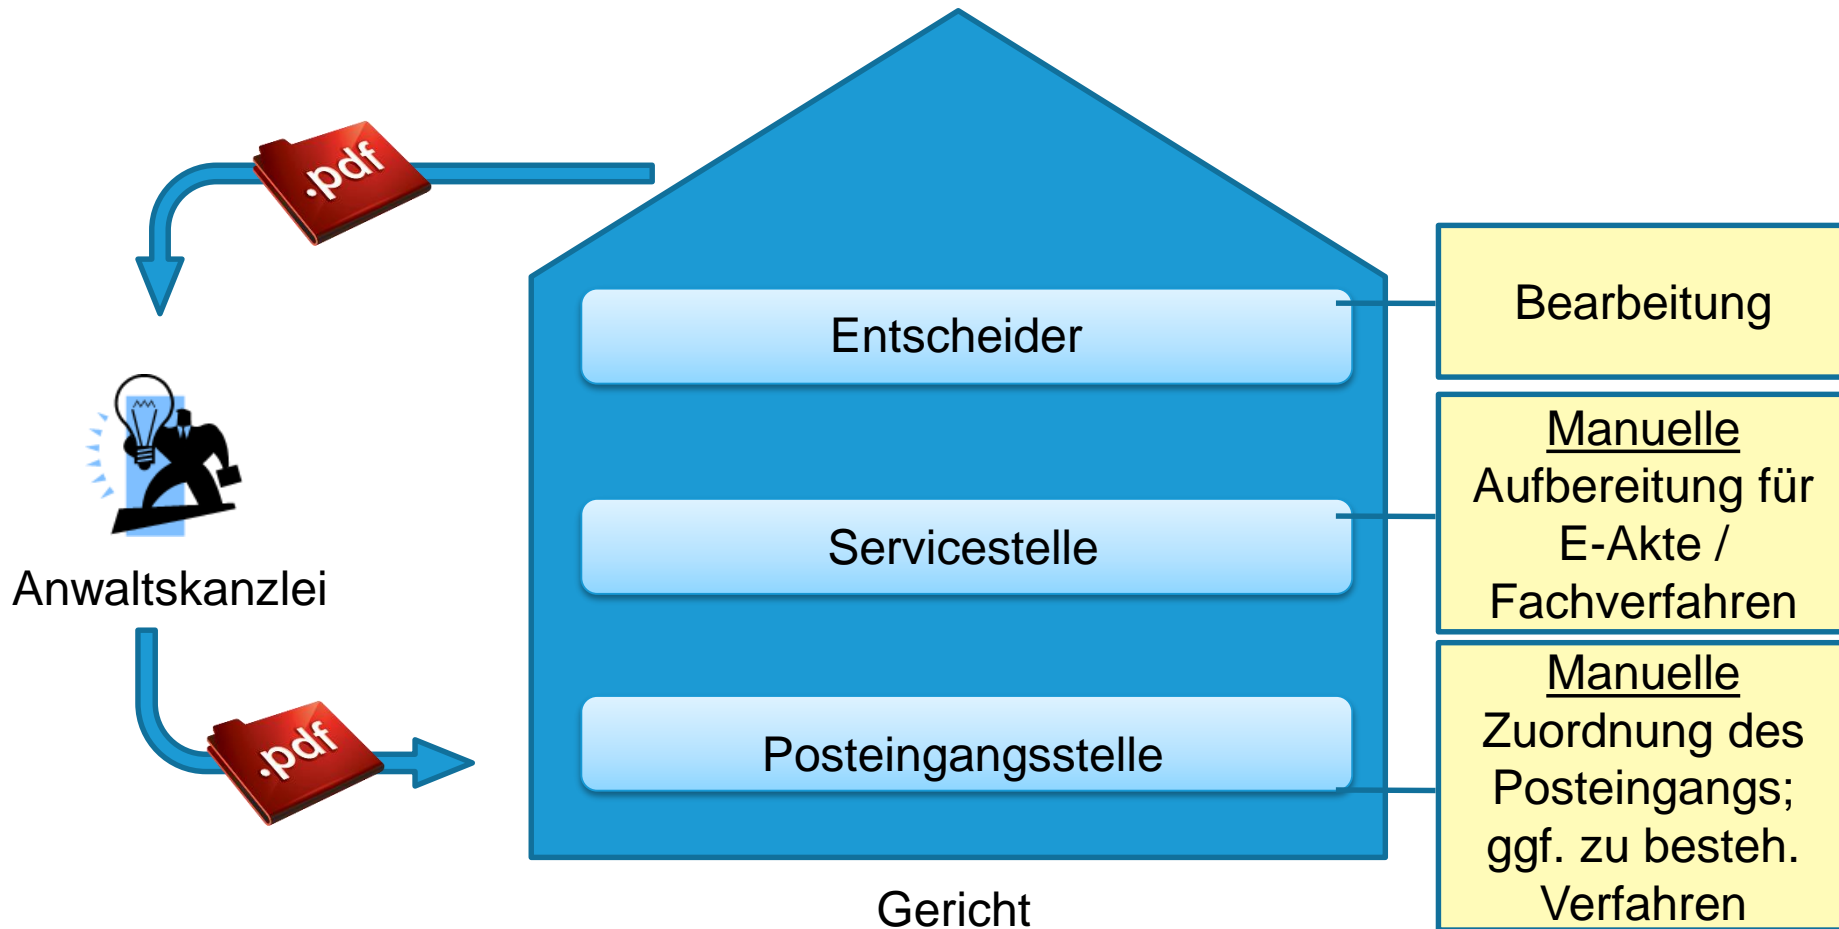 .pdf
Entscheider
Bearbeitung
Servicestelle
Manuelle
Aufbereitung für
E-Akte /
Fachverfahren
Anwaltskanzlei
.pdf
Posteingangsstelle
Manuelle
Zuordnung des
Posteingangs;
ggf. zu besteh.
Verfahren
Gericht